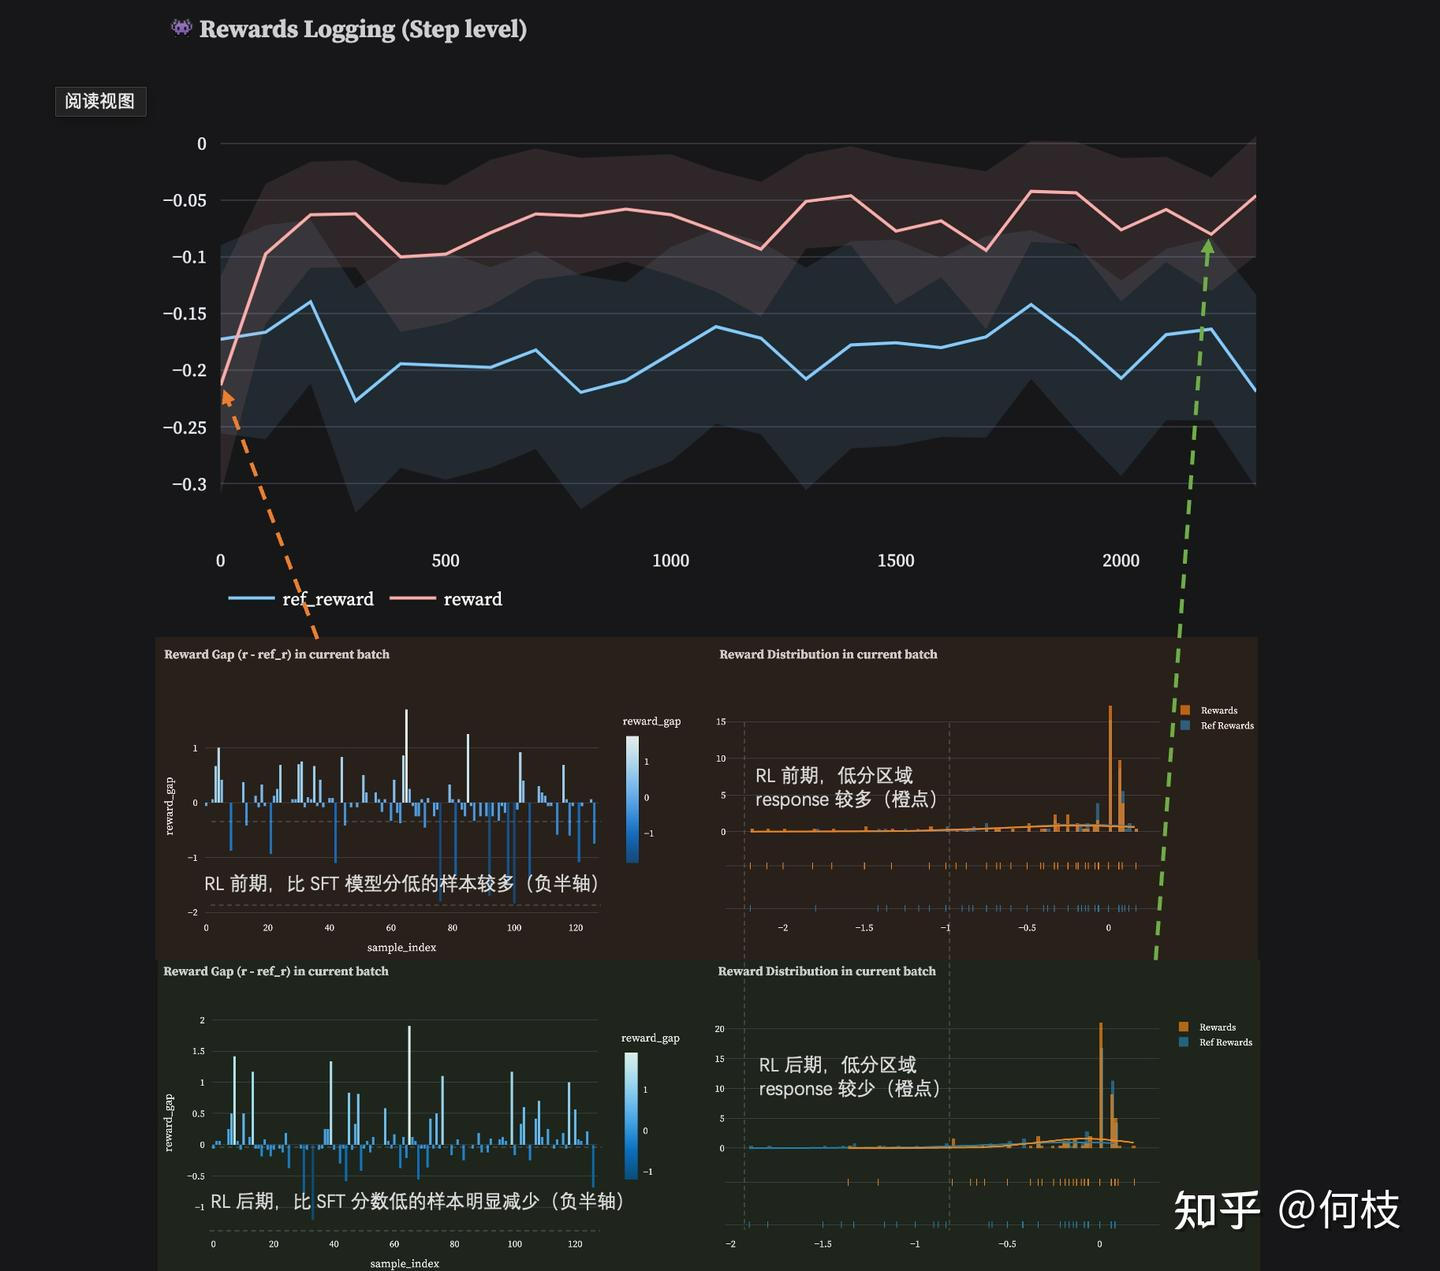 👾 Rewards Logging (Step level)
阅读视图
0
−0.05
−0.1
−0.15
−0.2
−0.25
−0.3
0 500 1000 1500 2000
ref_reward reward
Reward Gap (r - ref_r) in current batch
reward_gap
1
0
−1
−2
RL 前期，比 SFT 模型分低的样本较多（负半轴）
0 20 40 60 80 100 120
sample_index
reward_gap
1
0
−1
Reward Distribution in current batch
15
10
5
0
RL 前期，低分区域
response 较多（橙点）
−2 −1.5 −1 −0.5 0
Rewards
Ref Rewards
Reward Gap (r - ref_r) in current batch
reward_gap
2
1.5
1
0.5
0
−0.5
−1
RL 后期，比 SFT 分数低的样本明显减少（负半轴）
0 20 40 60 80 100 120
sample_index
reward_gap
1
0
−1
Reward Distribution in current batch
20
15
10
5
0
RL 后期，低分区域
response 较少（橙点）
−2 −1.5 −1 −0.5 0
Rewards
Ref Rewards
知乎 @何枝